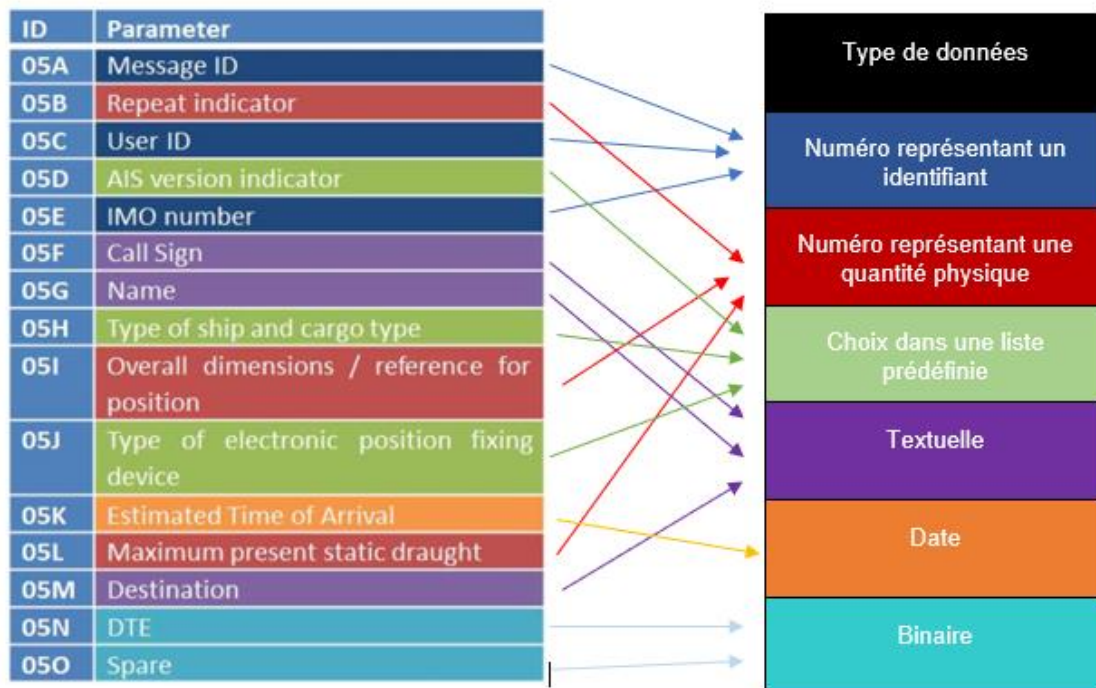 ID Parameter
05A Message ID
05B Repeat indicator
05C User ID
05D AIS version indicator
05E IMO number
05F Call Sign
05G Name
05H Type of ship and cargo type
05I Overall dimensions / reference for
position
05J Type of electronic position fixing
device
05K Estimated Time of Arrival
05L Maximum present static draught
05M Destination
05N DTE
05O Spare
Type de données
Numéro représentant un
identifiant
Numéro représentant une
quantité physique
Choix dans une liste
prédéfinie
Textuelle
Date
Binaire